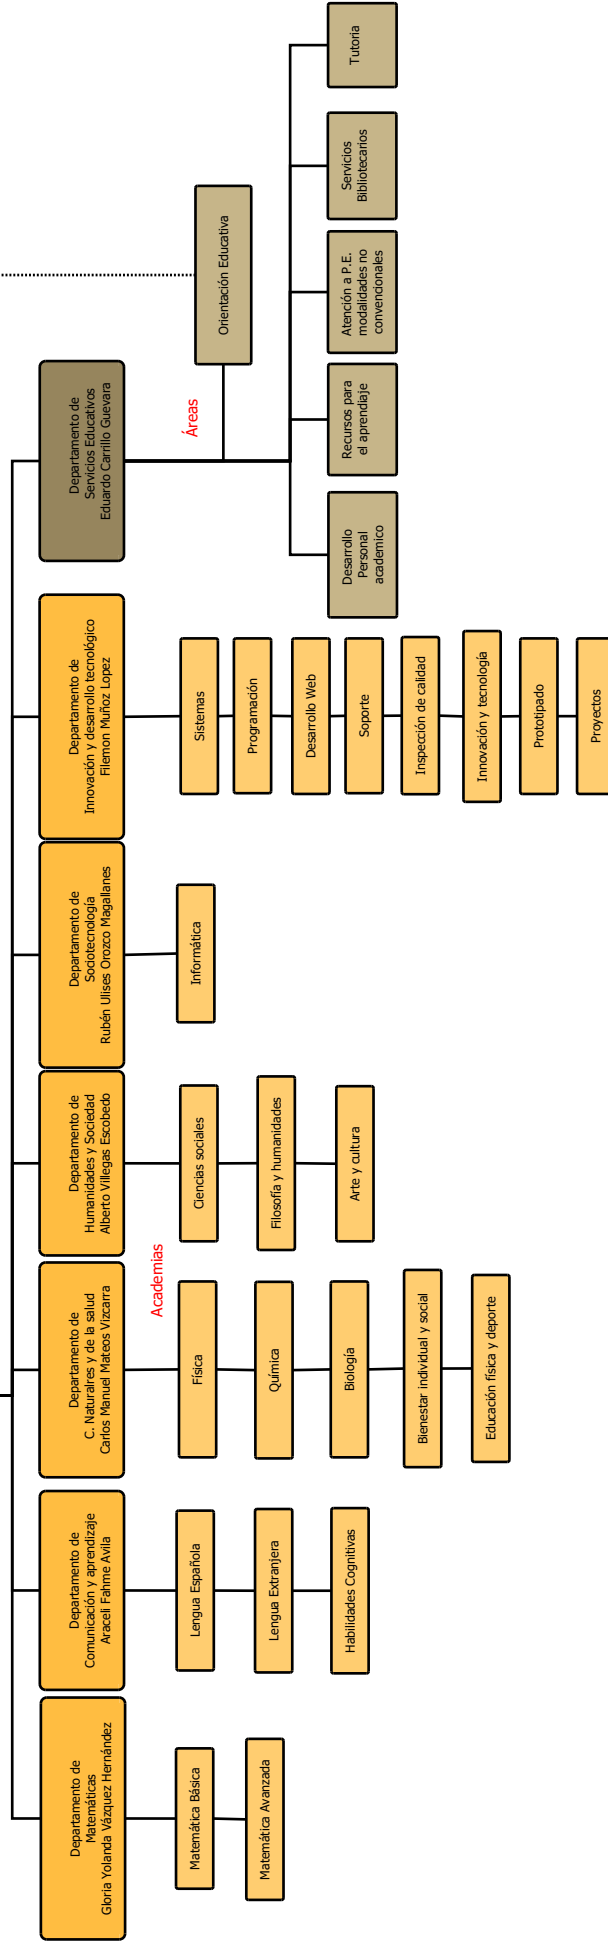 Departamento de
Matemáticas
Gloria Yolanda Vázquez Hernández
Matemática Básica
Matemática Avanzada
Departamento de
Comunicación y aprendizaje
Araceli Fahme Avila
Lengua Española
Lengua Extranjera
Habilidades Cognitivas
Departamento de
C. Naturalres y de la salud
Carlos Manuel Mateos Vizcarra
Academias
Física
Química
Biología
Bienestar individual y social
Educación física y deporte
Departamento de
Humanidades y Sociedad
Alberto Villegas Escobedo
Ciencias sociales
Filosofía y humanidades
Arte y cultura
Departamento de
Sociotecnología
Rubén Ulises Orozco Magallanes
Informática
Departamento de
Innovación y desarrollo tecnológico
Filemon Muñoz Lopez
Sistemas
Programación
Desarrollo Web
Soporte
Inspección de calidad
Innovación y tecnología
Prototipado
Proyectos
Departamento de
Servicios Educativos
Eduardo Carrillo Guevara
Áreas
Orientación Educativa
Desarrollo
Personal
academico
Recursos para
el aprendiaje
Atención a P.E.
modalidades no
convencionales
Servicios
Bibliotecarios
Tutoria